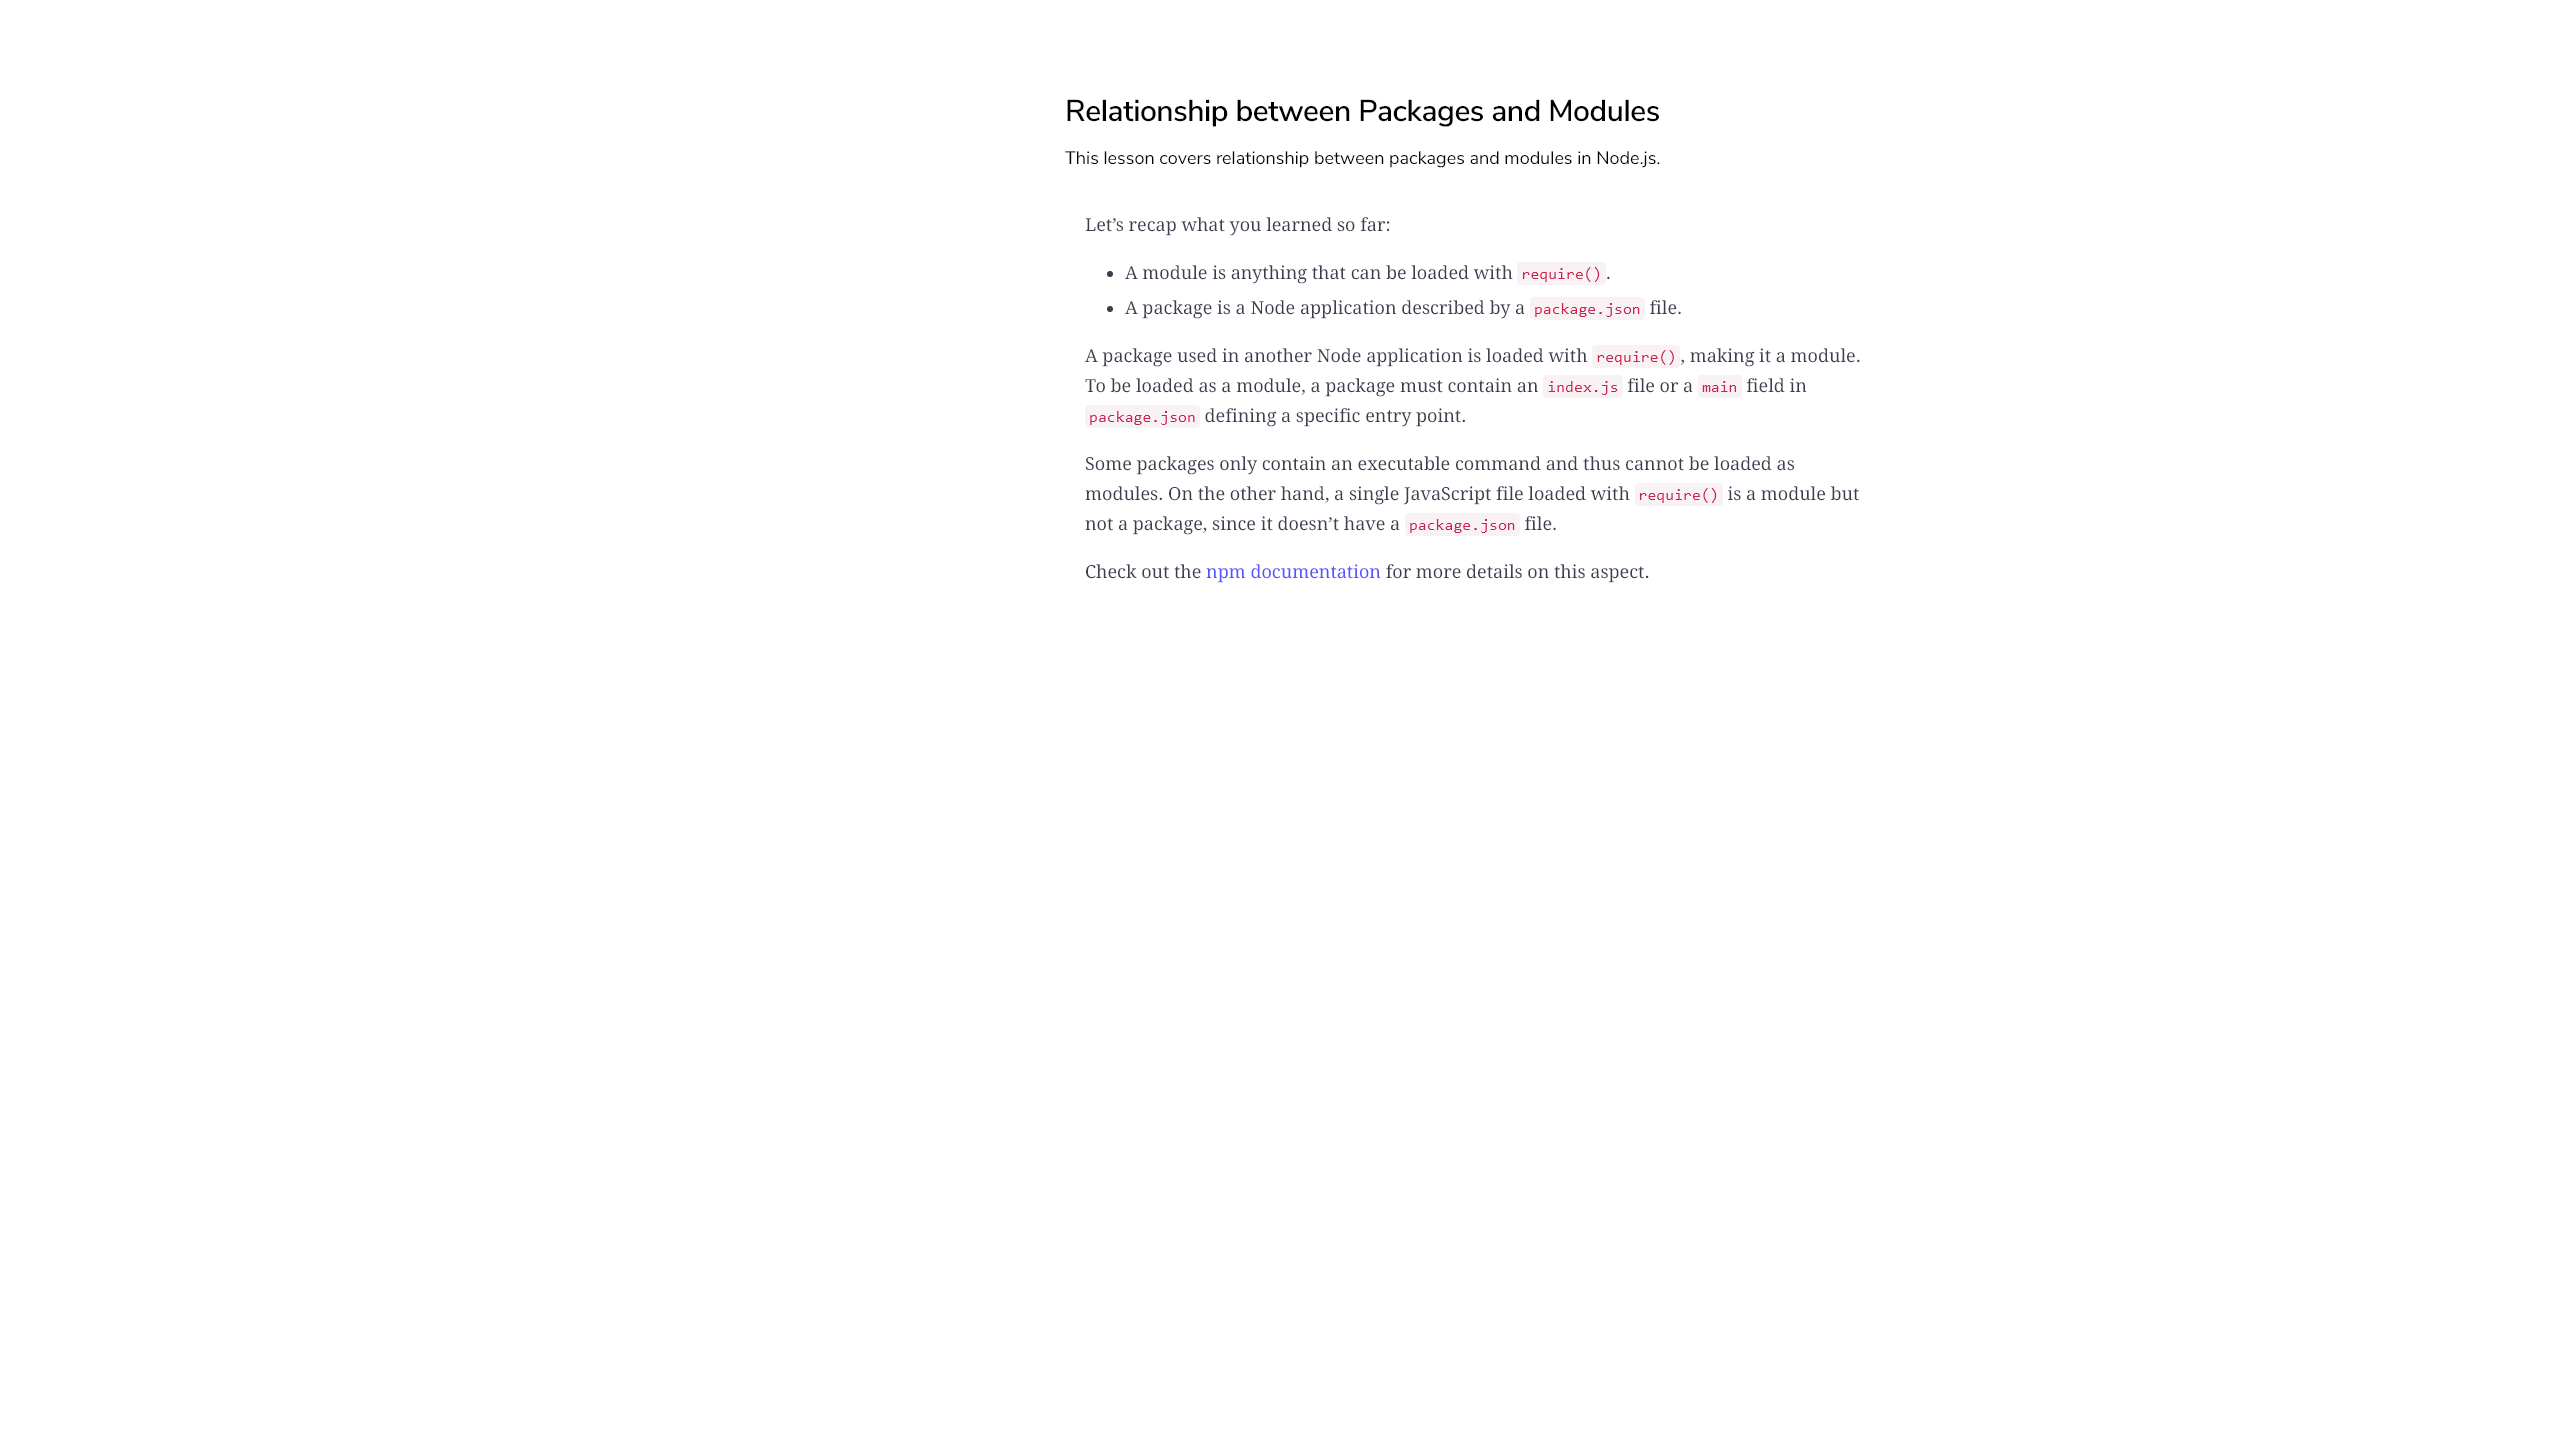 Relationship between Packages and Modules
This lesson covers relationship between packages and modules in Node.js.
Let’s recap what you learned so far:
• A module is anything that can be loaded with require().
• A package is a Node application described by a package.json file.
A package used in another Node application is loaded with require(), making it a module.
To be loaded as a module, a package must contain an index.js file or a main field in
package.json defining a specific entry point.
Some packages only contain an executable command and thus cannot be loaded as
modules. On the other hand, a single JavaScript file loaded with require() is a module but
not a package, since it doesn’t have a package.json file.
Check out the npm documentation for more details on this aspect.